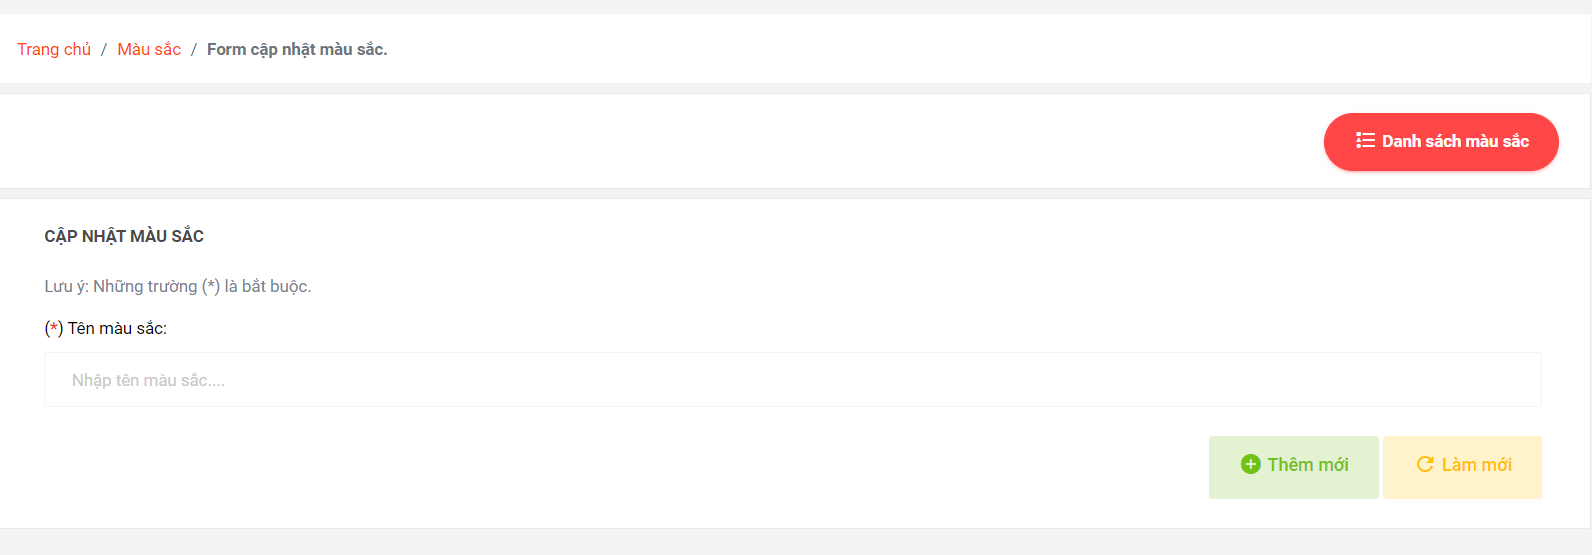 Trang chủ / Màu sắc / Form cập nhật màu sắc.
Danh sách màu sắc
CẬP NHẬT MÀU SẮC
Lưu ý: Những trường (*) là bắt buộc.
(*) Tên màu sắc:
Nhập tên màu sắc....
Thêm mới Làm mới